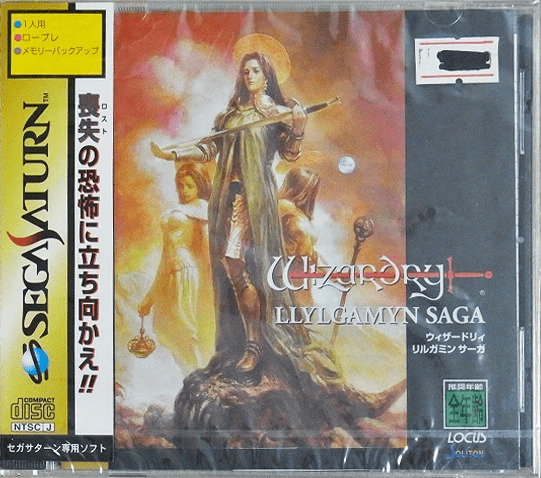 1人用
ロープレ
メモリーバックアップ
SEGA SATURN™
ロスト
喪失の恐怖に立ち向かえ!!
COMPACT
disc
NTSC J
セガサターン専用ソフト
Wizardry®
LLYLGAMYN SAGA
ウィザードリィ
リルガミン サーガ
推奨年齢
全年齢
LOCUS
SOLITON